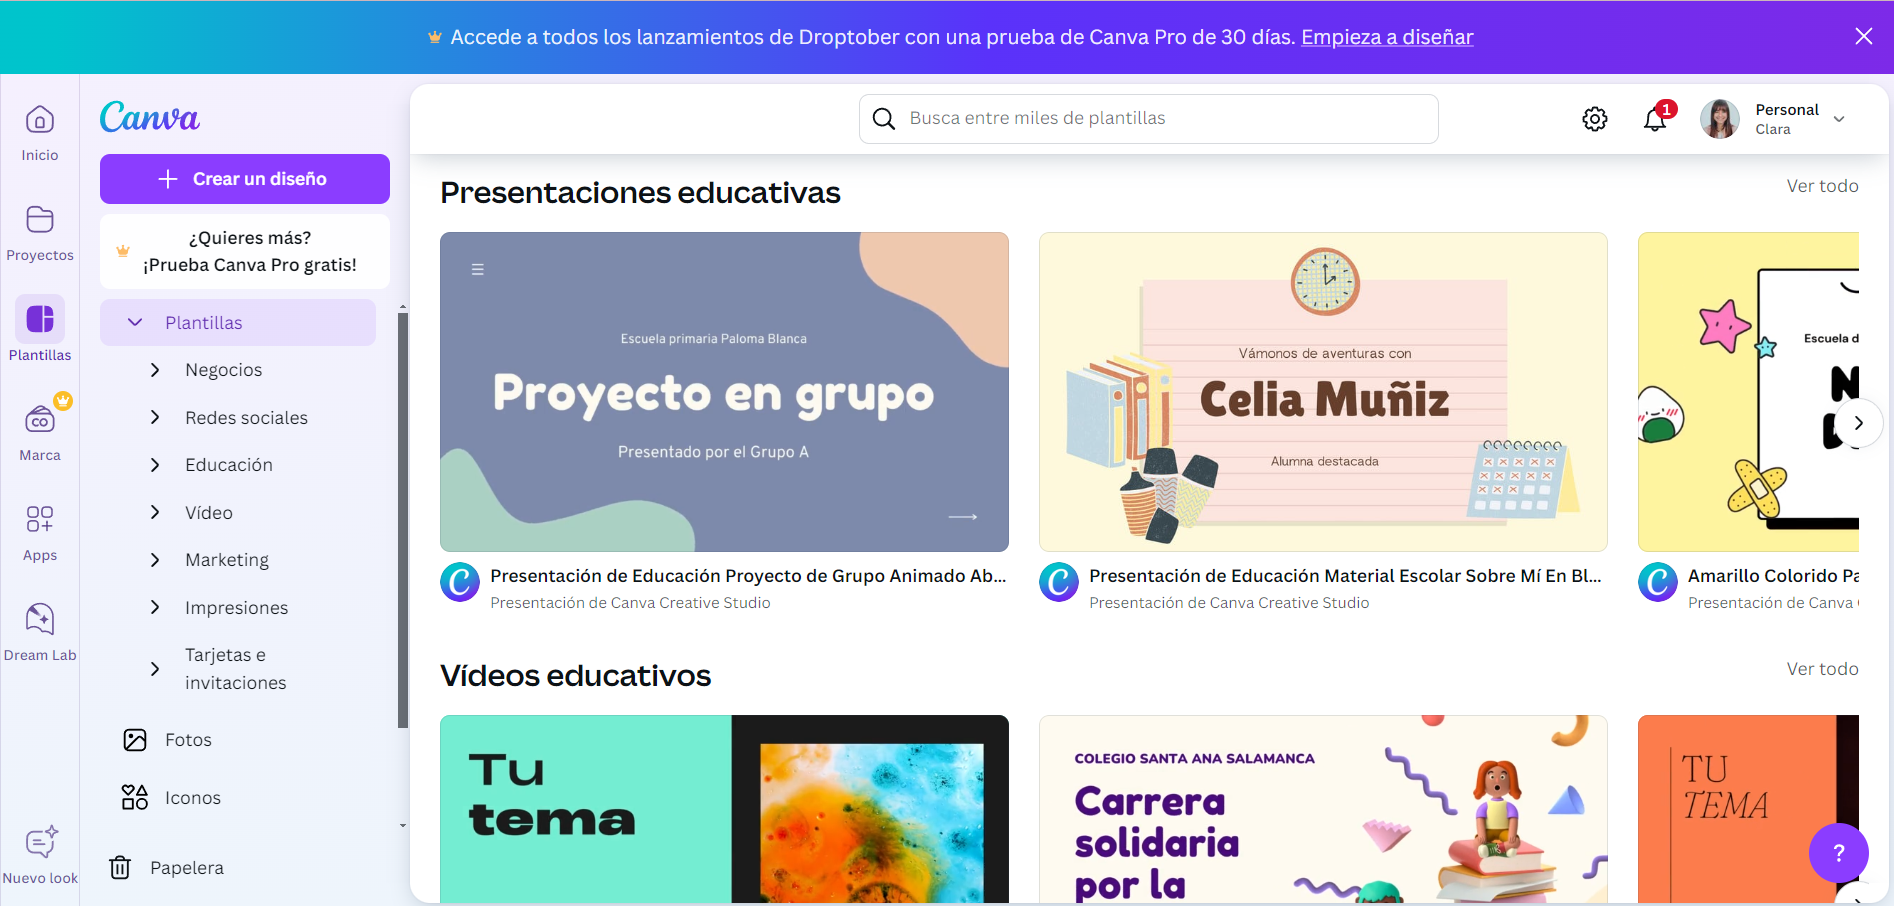 Accede a todos los lanzamientos de Droptober con una prueba de Canva Pro de 30 días. Empieza a diseñar
Inicio
Proyectos
Plantillas
Marca
Apps
Dream Lab
Nuevo look
Canva
Crear un diseño
¿Quieres más?
¡Prueba Canva Pro gratis!
Plantillas
Negocios
Redes sociales
Educación
Vídeo
Marketing
Impresiones
Tarjetas e
invitaciones
Fotos
Iconos
Papelera
Busca entre miles de plantillas
1
Personal
Clara
Presentaciones educativas
Ver todo
Escuela primaria Paloma Blanca
Proyecto en grupo
Presentado por el Grupo A
Vámonos de aventuras con
Celia Muñiz
Alumna destacada
Escuela d
C
Presentación de Educación Proyecto de Grupo Animado Ab...
Presentación de Canva Creative Studio
C
Presentación de Educación Material Escolar Sobre Mí En Bl...
Presentación de Canva Creative Studio
C
Amarillo Colorido Pa
Presentación de Canva
Vídeos educativos
Ver todo
Tu
tema
COLEGIO SANTA ANA SALAMANCA
Carrera
solidaria
por la
TU
TEMA
?